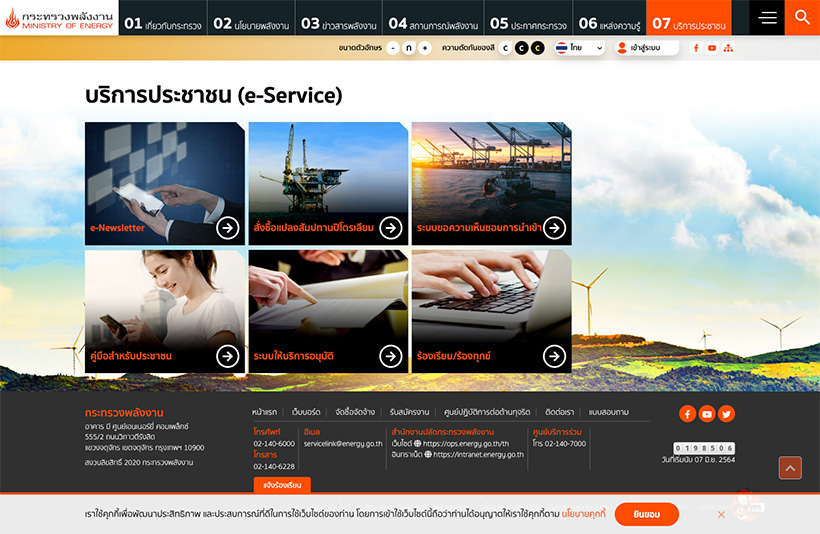 กระทรวงพลังงาน
MINISTRY OF ENERGY
01 เกี่ยวกับกระทรวง
02 นโยบายพลังงาน
03 ข่าวสารพลังงาน
04 สถานการณ์พลังงาน
05 ประกาศกระทรวง
06 แหล่งความรู้
07 บริการประชาชน
ขนาดตัวอักษร - ก + ความตัดกันของสี C C C ไทย เข้าสู่ระบบ
บริการประชาชน (e-Service)
e-Newsletter
สั่งซื้อแปลงสัมปทานปิโตรเลียม
ระบบขอความเห็นชอบการนำเข้า
คู่มือสำหรับประชาชน
ระบบให้บริการอนุมัติ
ร้องเรียน/ร้องทุกข์
หน้าแรก เว็บบอร์ด จัดซื้อจัดจ้าง รับสมัครงาน ศูนย์ปฏิบัติการต่อต้านทุจริต ติดต่อเรา แบบสอบถาม
กระทรวงพลังงาน
อาคาร บี ศูนย์เอนเนอร์ยี่ คอมเพล็กซ์
555/2 ถนนวิภาวดีรังสิต
แขวงจตุจักร เขตจตุจักร กรุงเทพฯ 10900
สงวนลิขสิทธิ์ 2020 กระทรวงพลังงาน
โทรศัพท์
02-140-6000
โทรสาร
02-140-6228
อีเมล
servicelink@energy.go.th
สำนักงานปลัดกระทรวงพลังงาน
เว็บไซต์ https://ops.energy.go.th/th
อินทราเน็ต https://intranet.energy.go.th
ศูนย์บริการร่วม
โทร 02-140-7000
แจ้งร้องเรียน
0198506
วันที่เริ่มนับ 07 มิ.ย. 2564
เราใช้คุกกี้เพื่อพัฒนาประสิทธิภาพ และประสบการณ์ที่ดีในการใช้เว็บไซต์ของท่าน โดยการเข้าใช้เว็บไซต์นี้ถือว่าท่านได้อนุญาตให้เราใช้คุกกี้ตาม นโยบายคุกกี้
ยินยอม